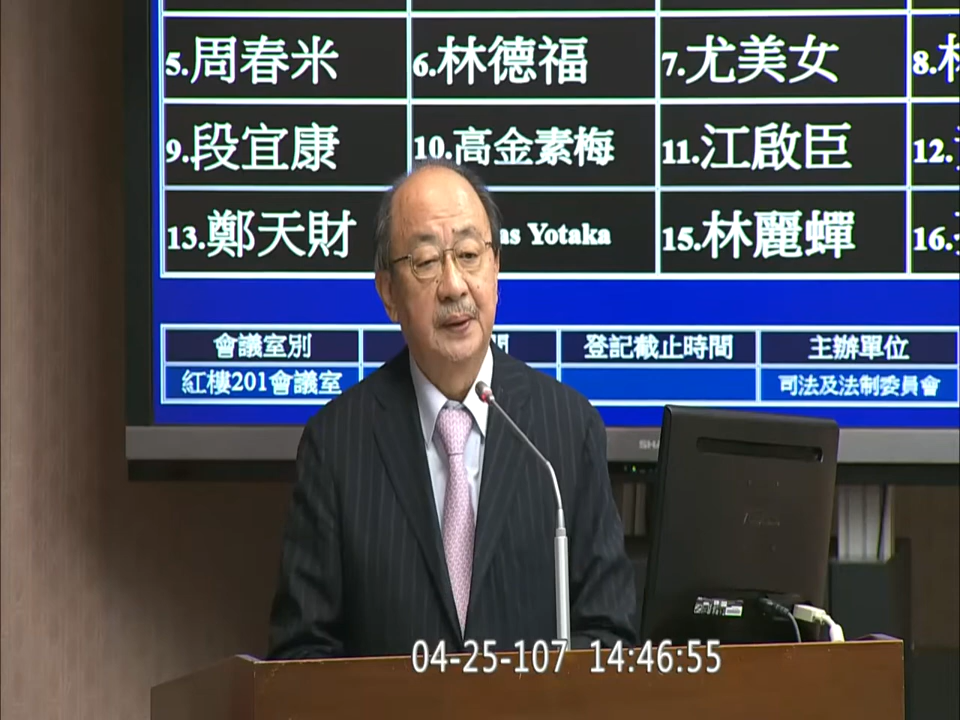 5.周春米 6.林德福 7.尤美女 8.
9.段宜康 10.高金素梅 11.江啟臣 12.
13.鄭天財 as Yotaka 15.林麗蟬 16.
會議室別 登記截止時間 主辦單位
紅樓201會議室 司法及法制委員會
04-25-107 14:46:55